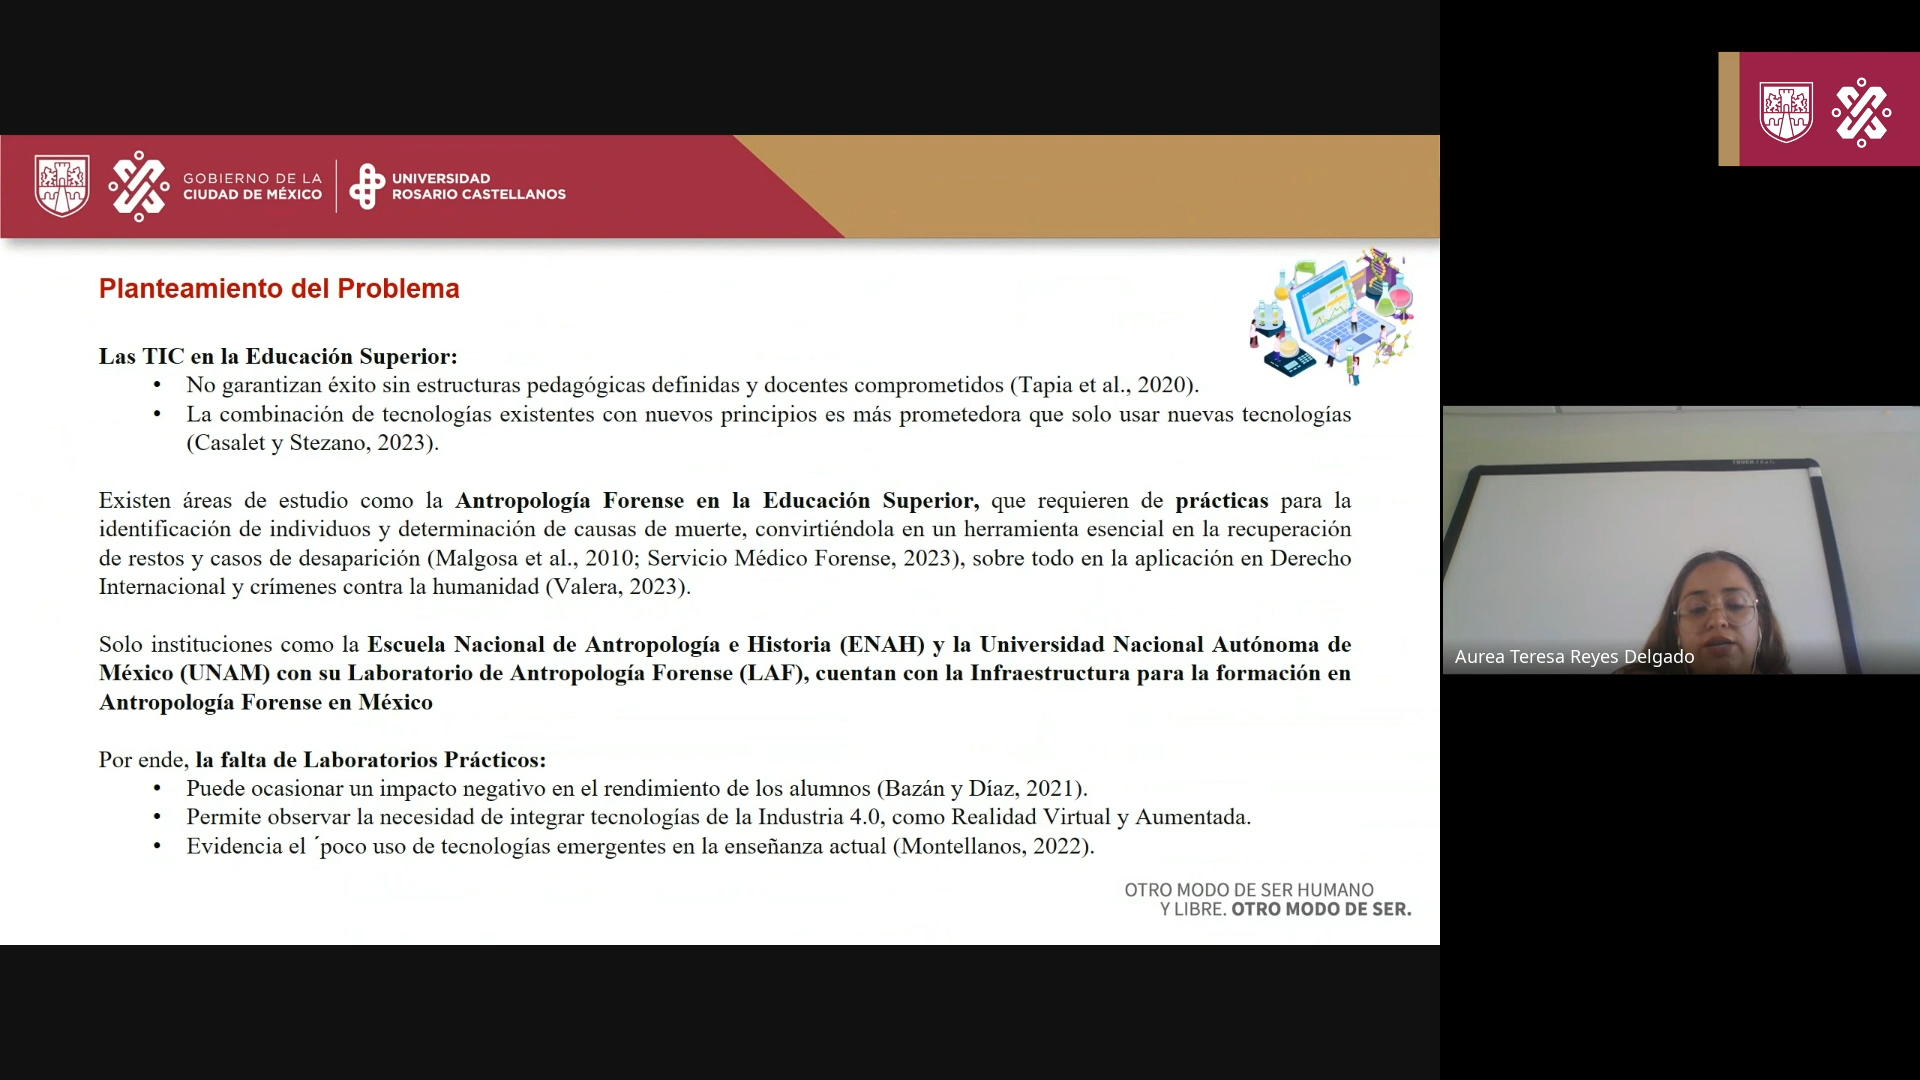 GOBIERNO DE LA
CIUDAD DE MÉXICO
UNIVERSIDAD
ROSARIO CASTELLANOS
Planteamiento del Problema
Las TIC en la Educación Superior:
• No garantizan éxito sin estructuras pedagógicas definidas y docentes comprometidos (Tapia et al., 2020).
• La combinación de tecnologías existentes con nuevos principios es más prometedora que solo usar nuevas tecnologías
(Casalet y Stezano, 2023).
Existen áreas de estudio como la Antropología Forense en la Educación Superior, que requieren de prácticas para la
identificación de individuos y determinación de causas de muerte, convirtiéndola en un herramienta esencial en la recuperación
de restos y casos de desaparición (Malgosa et al., 2010; Servicio Médico Forense, 2023), sobre todo en la aplicación en Derecho
Internacional y crímenes contra la humanidad (Valera, 2023).
Solo instituciones como la Escuela Nacional de Antropología e Historia (ENAH) y la Universidad Nacional Autónoma de
México (UNAM) con su Laboratorio de Antropología Forense (LAF), cuentan con la Infraestructura para la formación en
Antropología Forense en México
Por ende, la falta de Laboratorios Prácticos:
• Puede ocasionar un impacto negativo en el rendimiento de los alumnos (Bazán y Díaz, 2021).
• Permite observar la necesidad de integrar tecnologías de la Industria 4.0, como Realidad Virtual y Aumentada.
• Evidencia el ´poco uso de tecnologías emergentes en la enseñanza actual (Montellanos, 2022).
OTRO MODO DE SER HUMANO
Y LIBRE. OTRO MODO DE SER.
Aurea Teresa Reyes Delgado